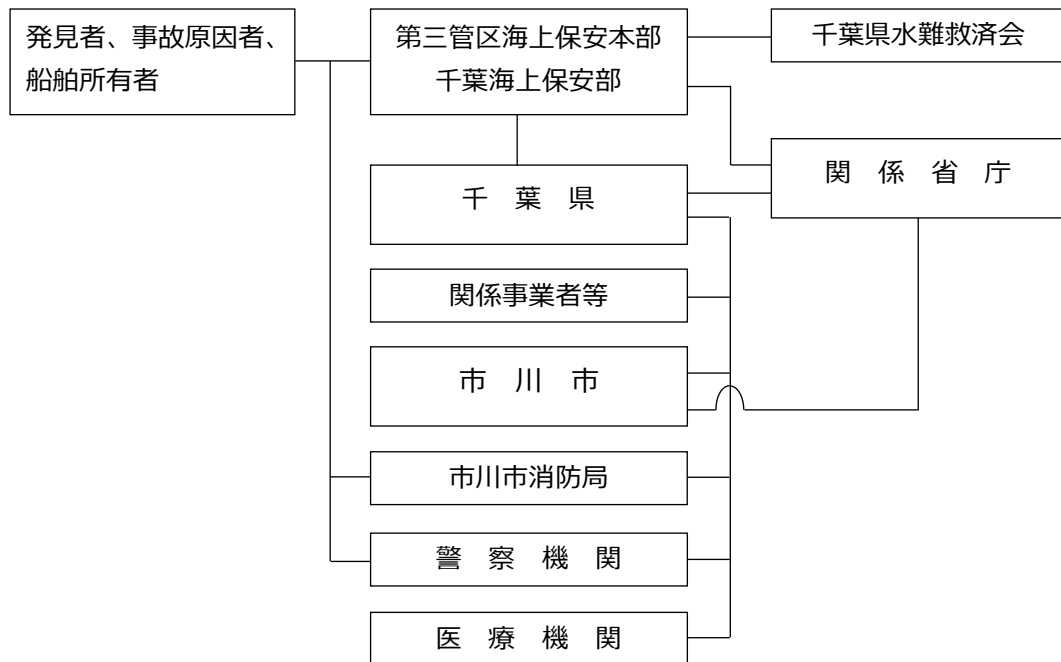 発見者、事故原因者、
船舶所有者
第三管区海上保安本部
千葉海上保安部
千葉県水難救済会
関 係 省 庁
千 葉 県
関係事業者等
市 川 市
市川市消防局
警 察 機 関
医 療 機 関